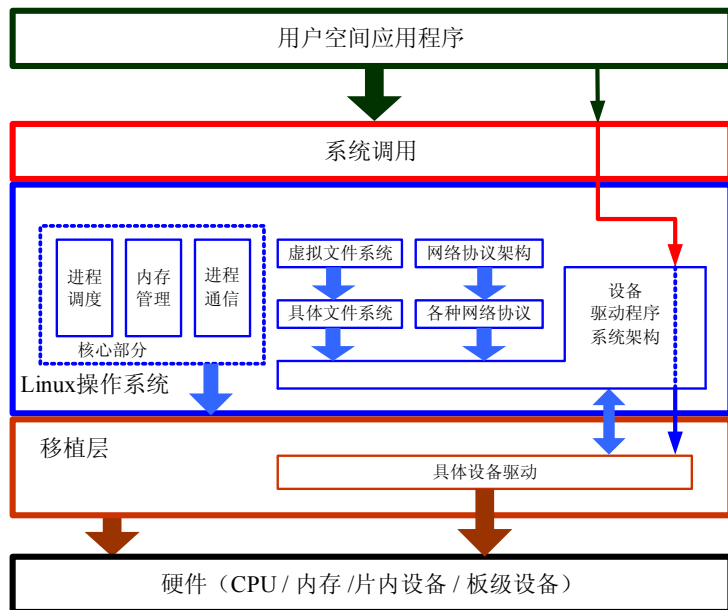 用户空间应用程序
系统调用
进程
调度
内存
管理
进程
通信
核心部分
Linux操作系统
虚拟文件系统
网络协议架构
具体文件系统
各种网络协议
设备
驱动程序
系统架构
移植层
具体设备驱动
硬件（CPU / 内存 /片内设备 / 板级设备）